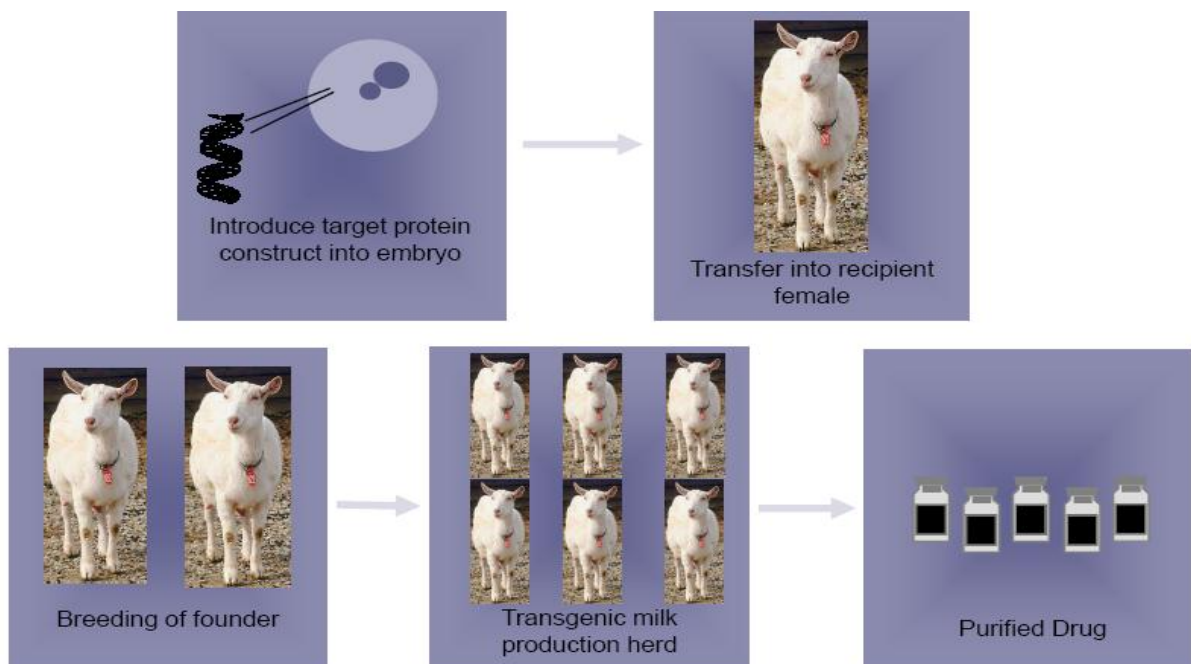 Introduce target protein
construct into embryo
Transfer into recipient
female
Breeding of founder
Transgenic milk
production herd
Purified Drug